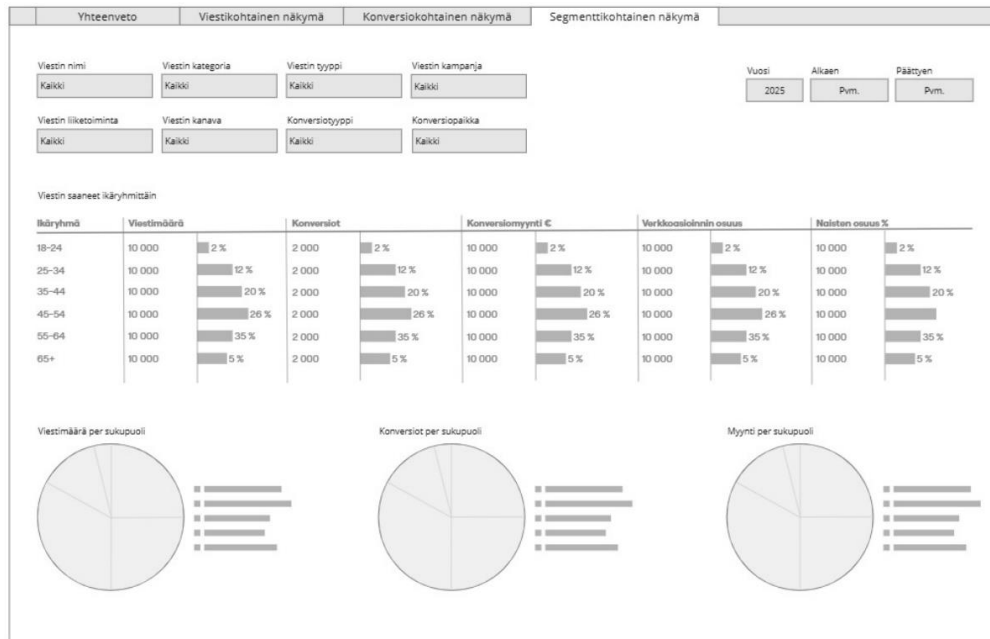 Yhteenveto Viestikohtainen näkymä Konversiokohtainen näkymä Segmenttikohtainen näkymä
Viestin nimi Viestin kategoria Viestin tyyppi Viestin kampanja Vuosi Alkaen Päättyen
Kaikki Kaikki Kaikki Kaikki 2025 Pvm. Pvm.
Viestin liiketoiminta Viestin kanava Konversiotyyppi Konversiopaikka
Kaikki Kaikki Kaikki Kaikki
Viestin saaneet ikäryhmittäin
Ikäryhmä Viestimäärä Konversiot Konversiomyynti € Verkkoasioinnin osuus Naisten osuus %
18-24 10 000 2 % 2 000 2 % 10 000 2 % 10 000 2 % 10 000 2 %
25-34 10 000 12 % 2 000 12 % 10 000 12 % 10 000 12 % 10 000 12 %
35-44 10 000 20 % 2 000 20 % 10 000 20 % 10 000 20 % 10 000 20 %
45-54 10 000 26 % 2 000 26 % 10 000 26 % 10 000 26 % 10 000
55-64 10 000 35 % 2 000 35 % 10 000 35 % 10 000 35 % 10 000 35 %
65+ 10 000 5 % 2 000 5 % 10 000 5 % 10 000 5 % 10 000 5 %
Viestimäärä per sukupuoli Konversiot per sukupuoli Myynti per sukupuoli